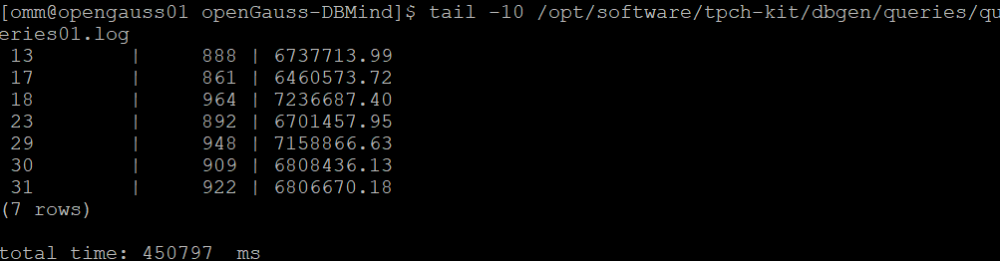 [omm@opengauss01 openGauss-DBMind]$ tail -10 /opt/software/tpch-kit/dbgen/queries/qu
eries01.log
13 | 888 | 6737713.99
17 | 861 | 6460573.72
18 | 964 | 7236687.40
23 | 892 | 6701457.95
29 | 948 | 7158866.63
30 | 909 | 6808436.13
31 | 922 | 6806670.18
(7 rows)
total time: 450797  ms